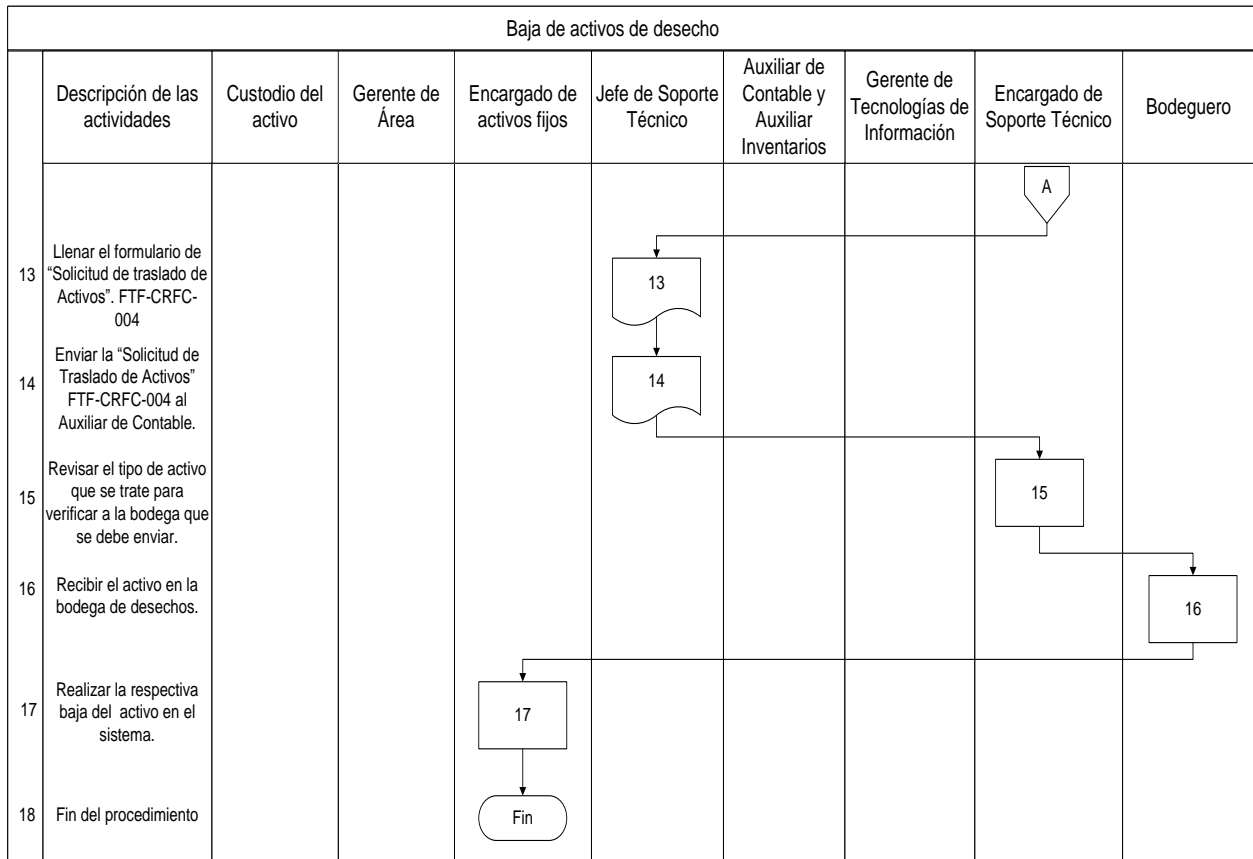 Baja de activos de desecho
Descripción de las
actividades
Custodio del
activo
Gerente de
Área
Encargado de
activos fijos
Jefe de Soporte
Técnico
Auxiliar de
Contable y
Auxiliar
Inventarios
Gerente de
Tecnologías de
Información
Encargado de
Soporte Técnico
Bodeguero
A
13
Llenar el formulario de
“Solicitud de traslado de
Activos”. FTF-CRFC-
004
13
14
Enviar la “Solicitud de
Traslado de Activos”
FTF-CRFC-004 al
Auxiliar de Contable.
14
15
Revisar el tipo de activo
que se trate para
verificar a la bodega que
se debe enviar.
15
16
Recibir el activo en la
bodega de desechos.
16
17
Realizar la respectiva
baja del activo en el
sistema.
17
18
Fin del procedimiento
Fin